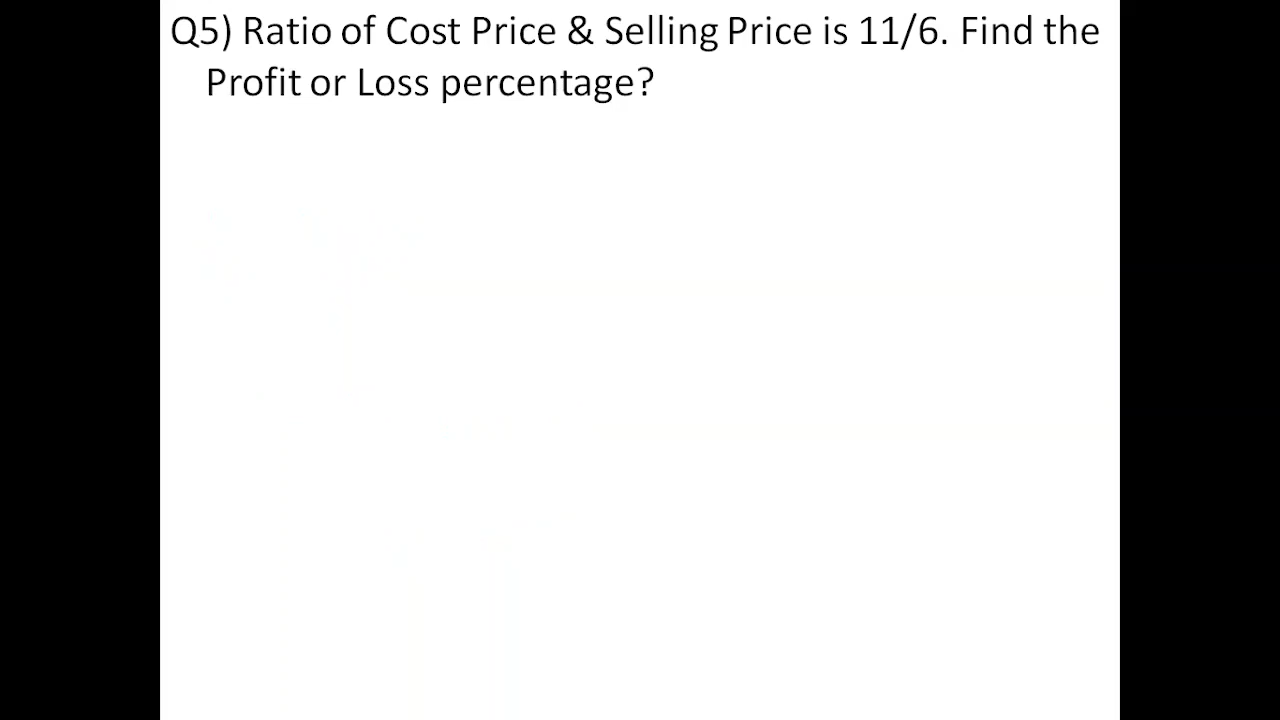 Q5) Ratio of Cost Price & Selling Price is 11/6. Find the
Profit or Loss percentage?